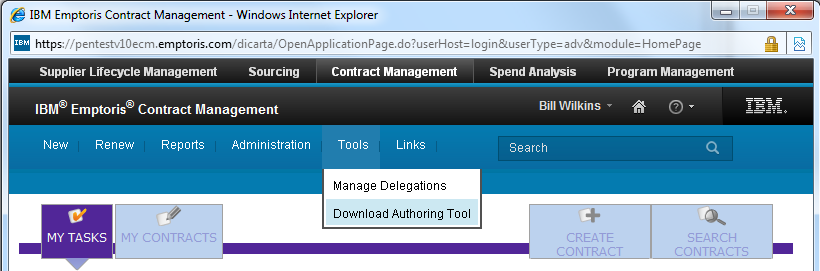 IBM Emptoris Contract Management - Windows Internet Explorer
IBM https://pentestv10ecm.emptoris.com/dicarta/OpenApplicationPage.do?userHost=login&userType=adv&module=HomePage
Supplier Lifecycle Management Sourcing Contract Management Spend Analysis Program Management
IBM® Emptoris® Contract Management Bill Wilkins ? IBM®
New Renew Reports Administration Tools Links Search
Manage Delegations
Download Authoring Tool
MY TASKS MY CONTRACTS CREATE CONTRACT SEARCH CONTRACTS